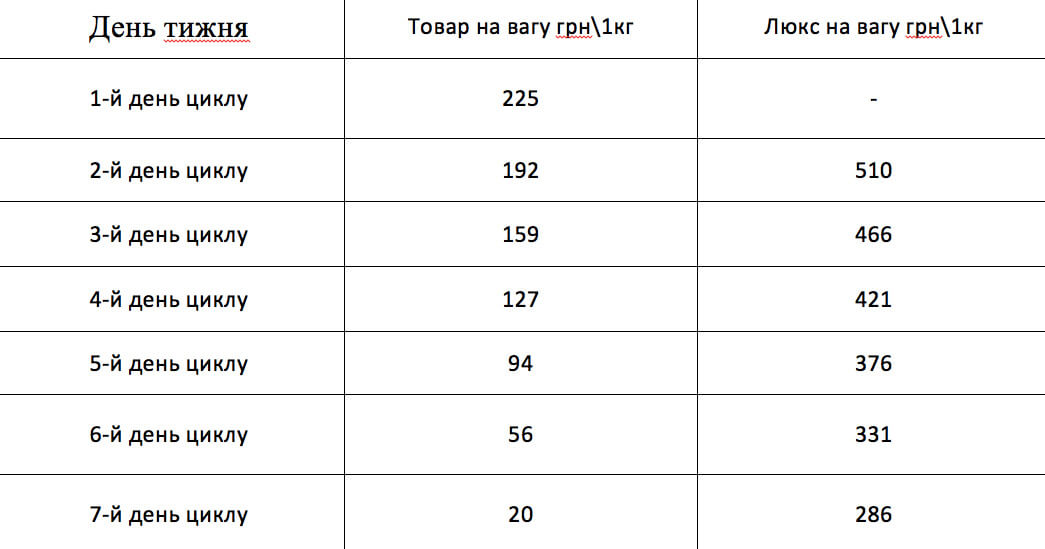 День тижня Товар на вагу грн\1кг Люкс на вагу грн\1кг
1-й день циклу 225 -
2-й день циклу 192 510
3-й день циклу 159 466
4-й день циклу 127 421
5-й день циклу 94 376
6-й день циклу 56 331
7-й день циклу 20 286